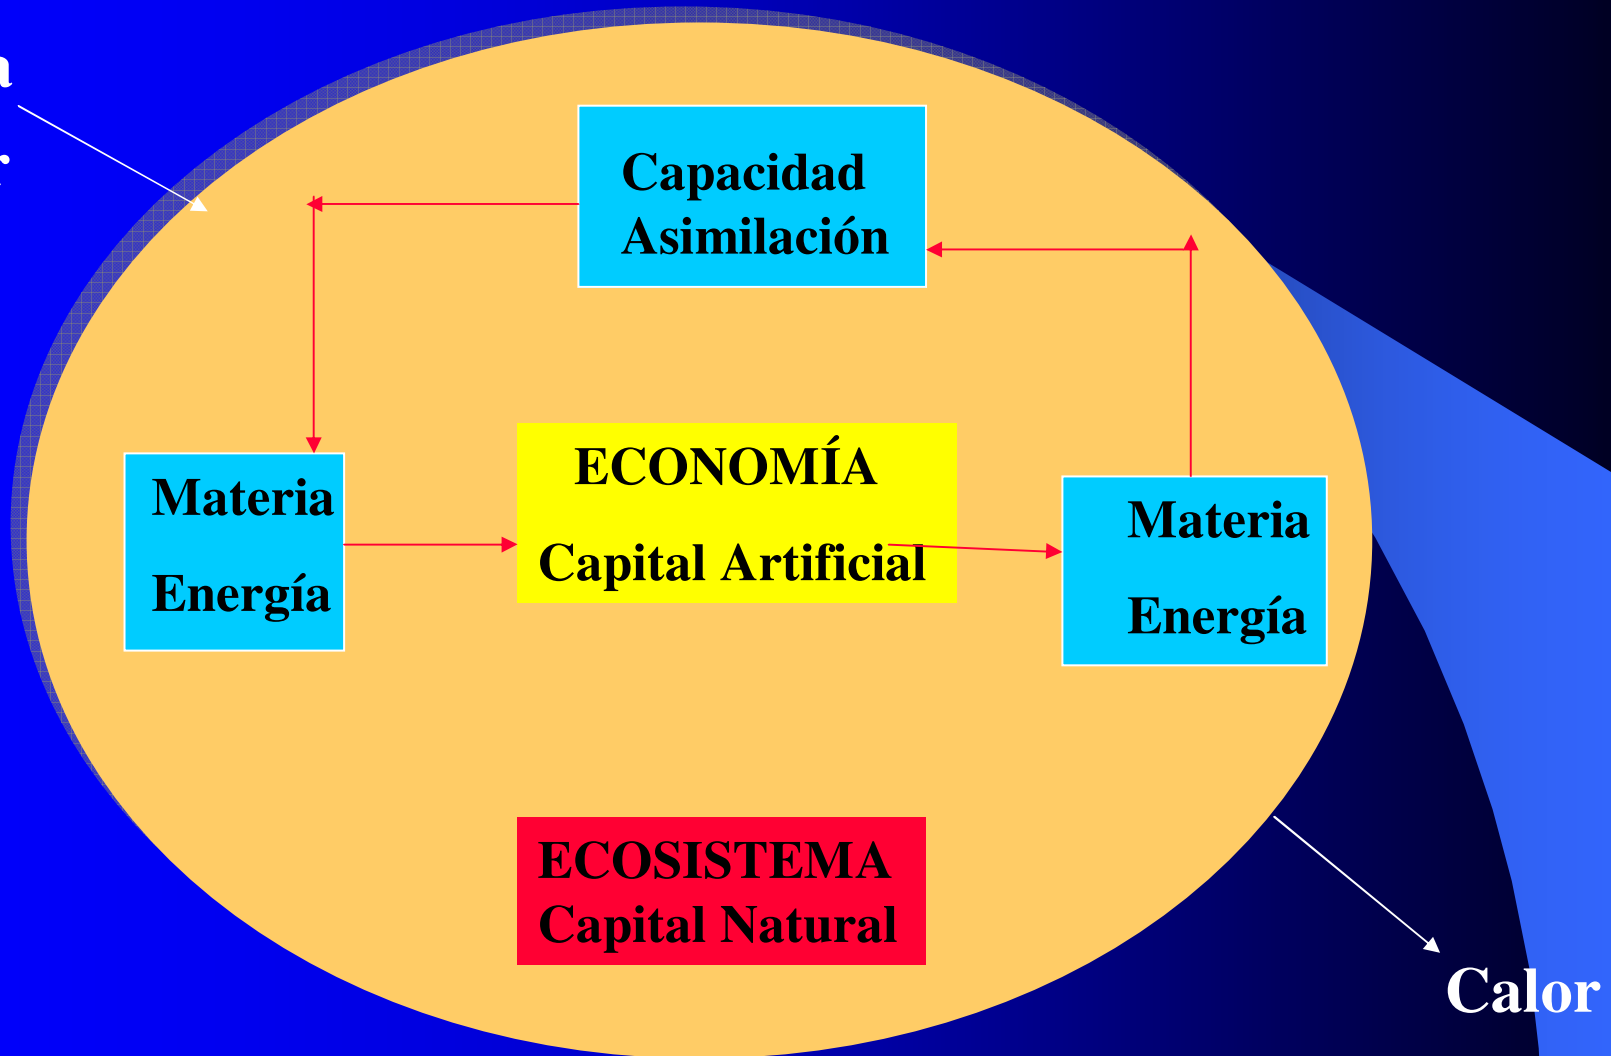 Capacidad
Asimilación
Materia
Energía
ECONOMÍA
Capital Artificial
Materia
Energía
ECOSISTEMA
Capital Natural
Calor